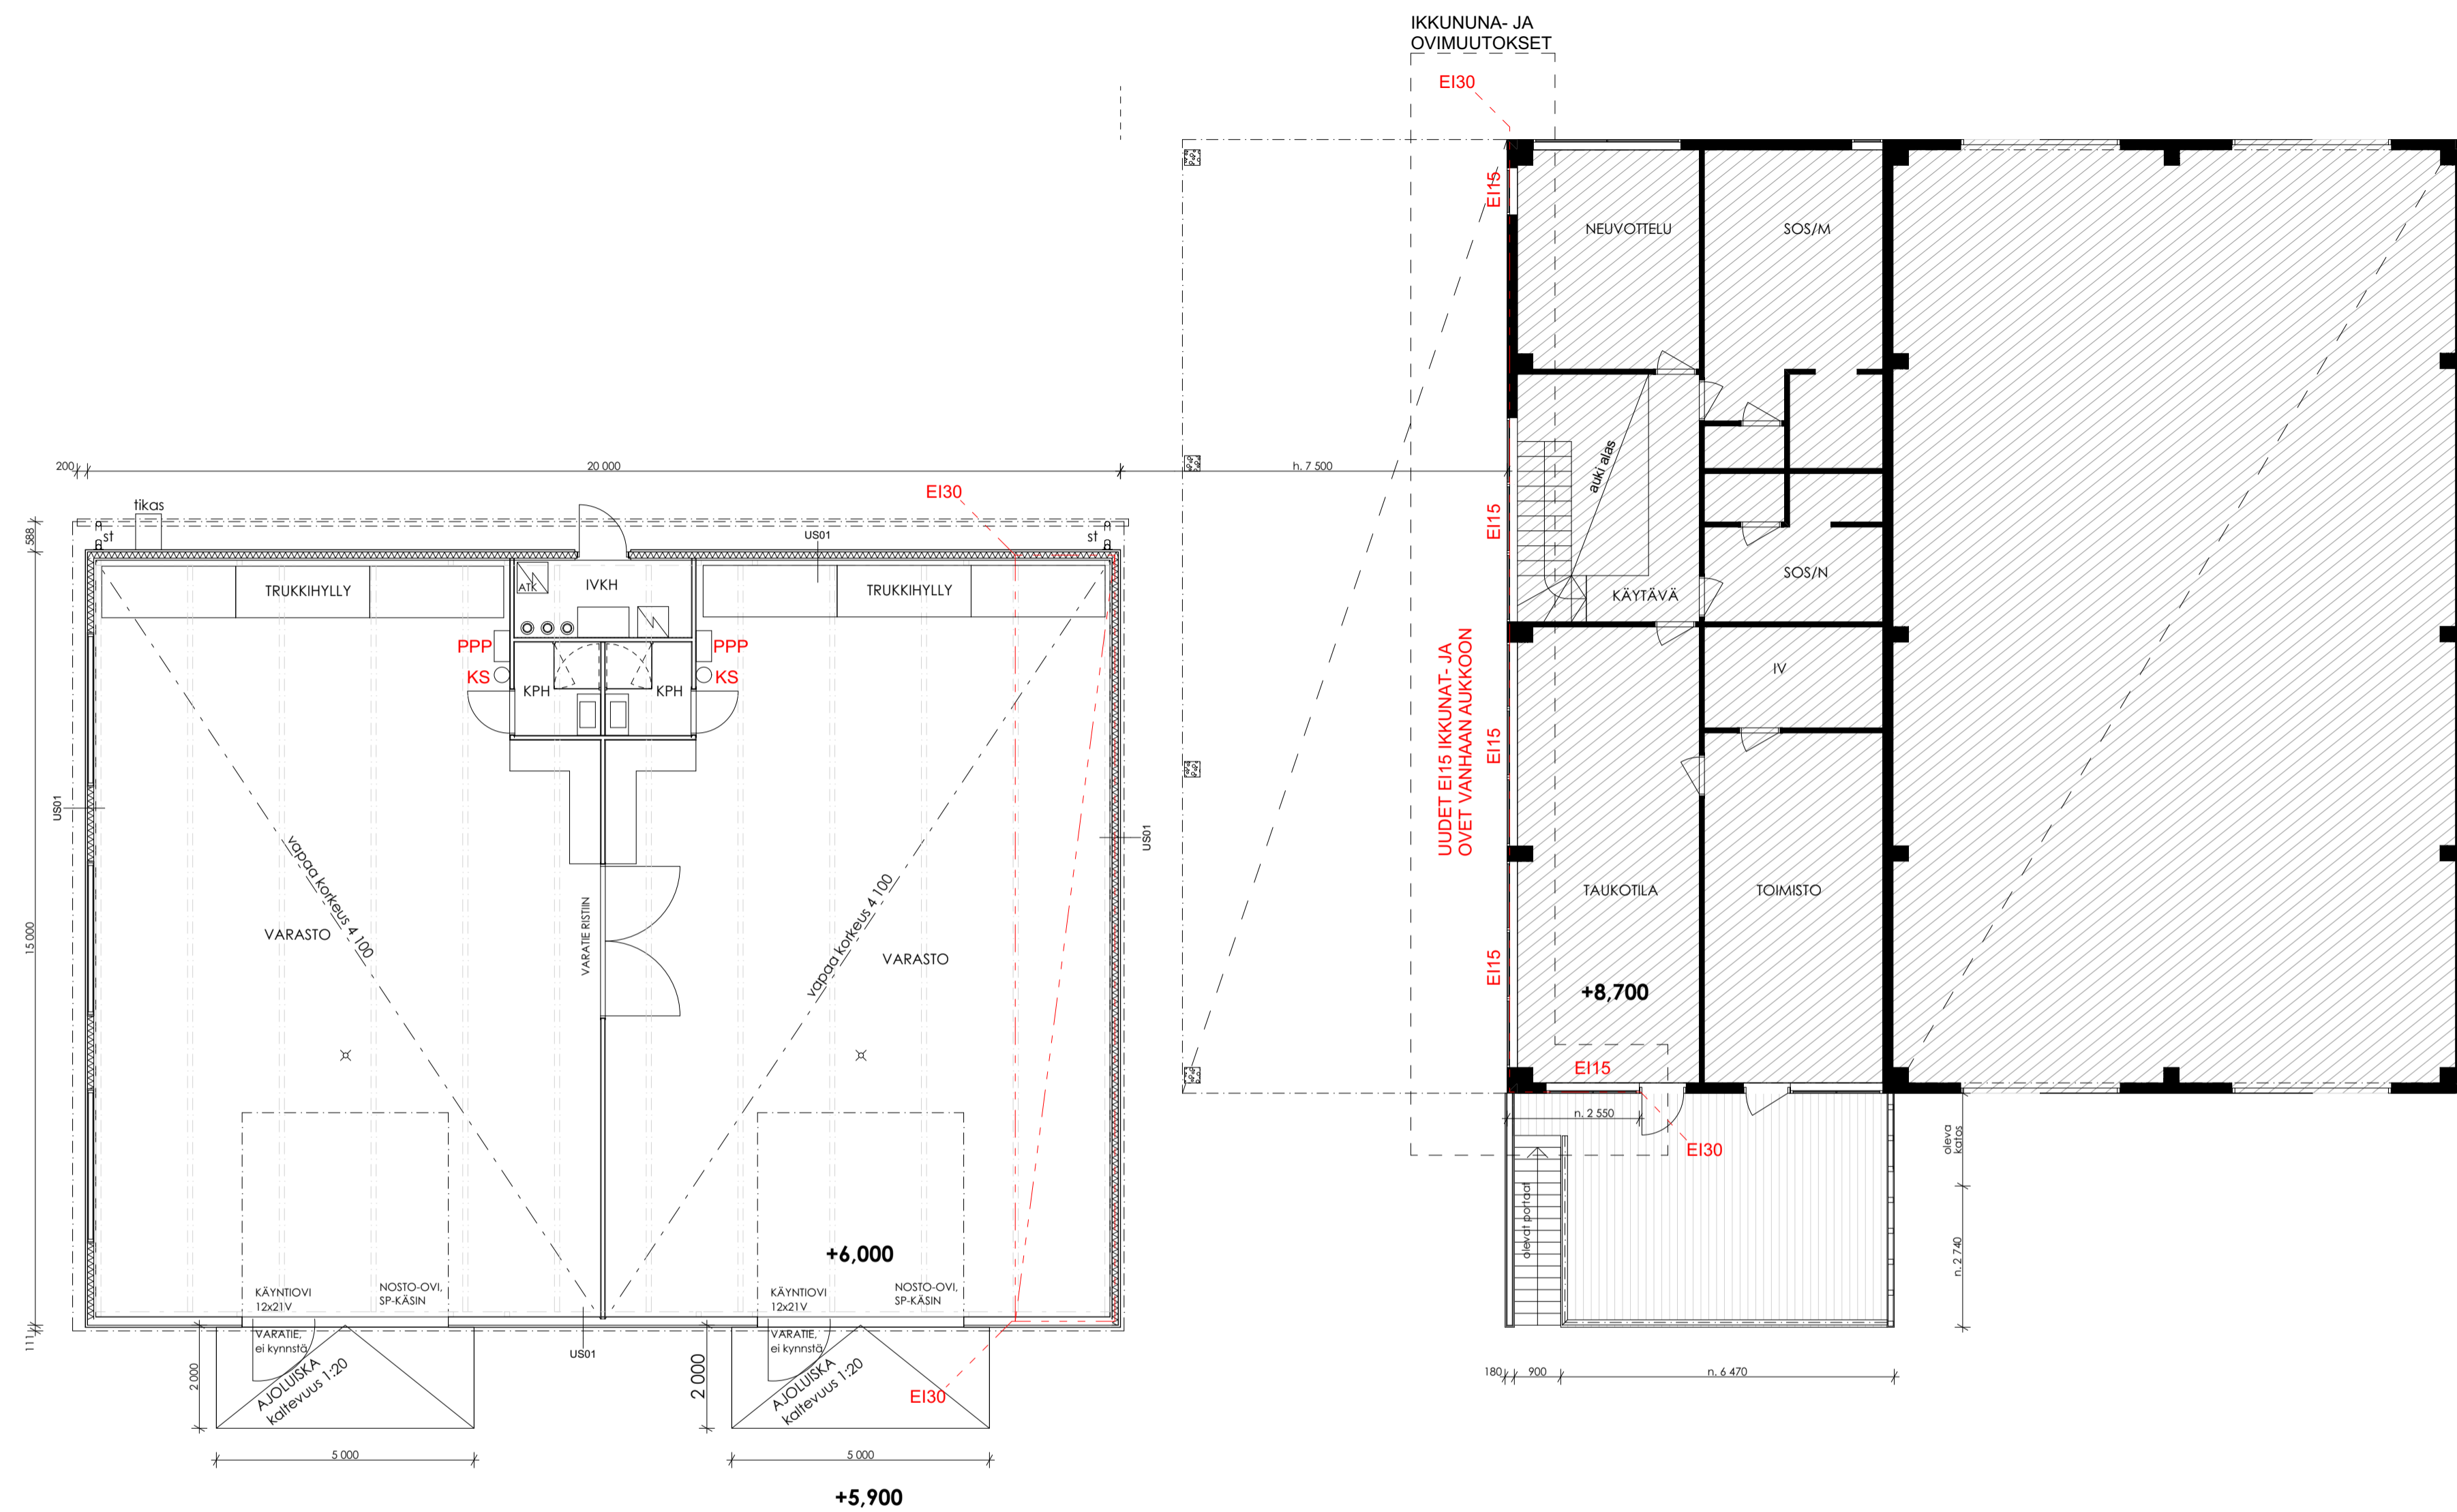 IKKUNUNA- JA
OVIMUUTOKSET
EI30
EI15
NEUVOTTELU
SOS/M
200
20 000
h. 7 500
auki alas
EI30
tikas
588
st
US01
st
EI15
TRUKKIHYLLY
ATK
IVKH
TRUKKIHYLLY
SOS/N
KÄYTÄVÄ
PPP
PPP
KS
KS
KPH
KPH
IV
UUDET EI15 IKKUNAT- JA
OVET VANHAAN AUKKOON
EI15
US01
US01
vapaa korkeus 4 100
vapaa korkeus 4 100
TAUKOTILA
TOIMISTO
15 000
VARASTO
VARATIE RISTIIN
VARASTO
EI15
+8,700
EI15
n. 2 550
EI30
oleva
katos
olevat portaat
n. 2 740
+6,000
KÄYNTIOVI
12x21V
NOSTO-OVI,
SP-KÄSIN
KÄYNTIOVI
12x21V
NOSTO-OVI,
SP-KÄSIN
111
VARATIE,
ei kynnstä
US01
VARATIE,
ei kynnstä
2 000
AJOLUISKA
kaltevuus 1:20
2 000
AJOLUISKA
kaltevuus 1:20
EI30
180
900
n. 6 470
5 000
5 000
+5,900